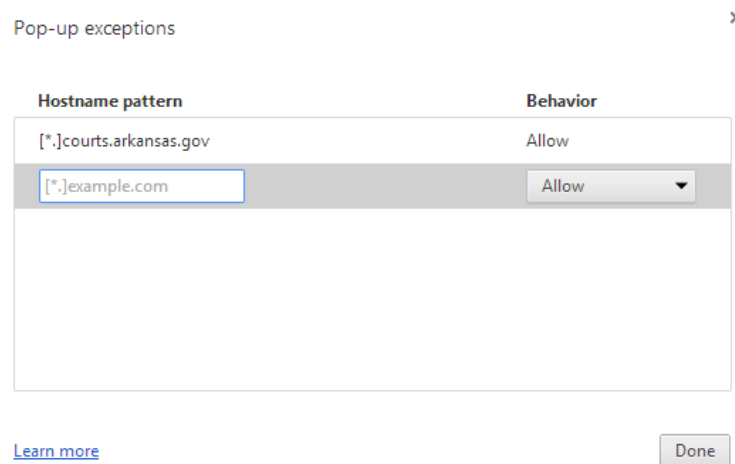 Pop-up exceptions
Hostname pattern Behavior
[*.]courts.arkansas.gov Allow
[*.]example.com Allow
Learn more Done